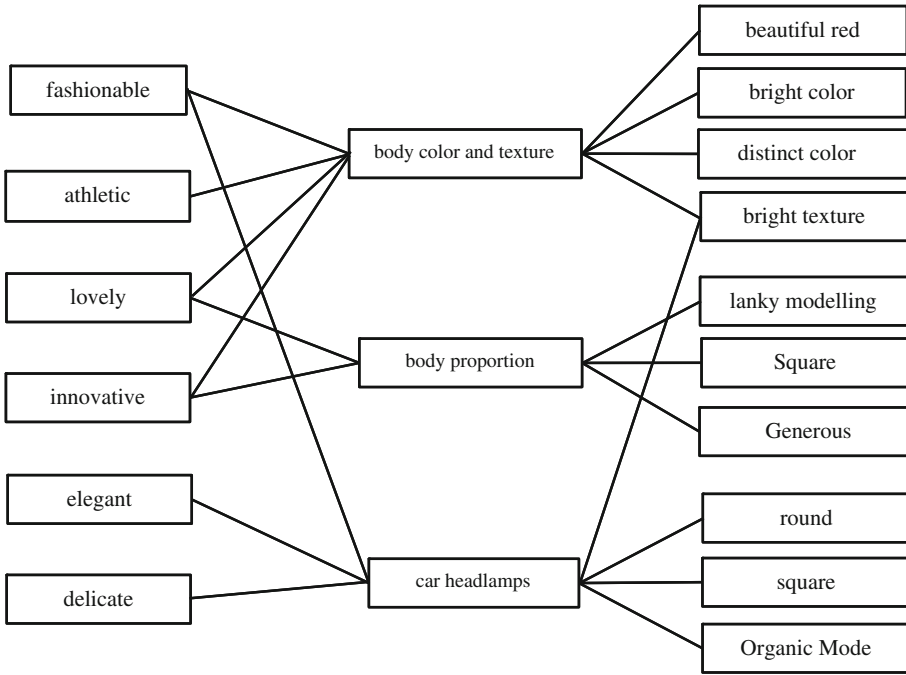 fashionable
athletic
lovely
innovative
elegant
delicate
body color and texture
body proportion
car headlamps
beautiful red
bright color
distinct color
bright texture
lanky modelling
Square
Generous
round
square
Organic Mode